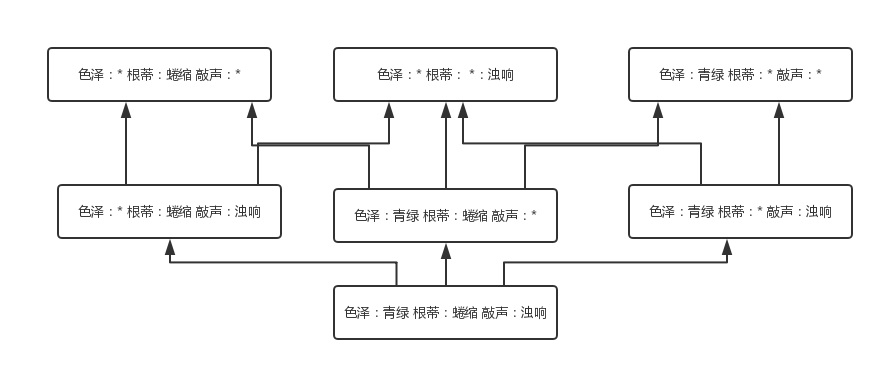 色泽：* 根蒂：蜷缩 敲声：*
色泽：* 根蒂： *：浊响
色泽：青绿 根蒂：* 敲声：*
色泽：* 根蒂：蜷缩 敲声：浊响
色泽：青绿 根蒂：蜷缩 敲声：*
色泽：青绿 根蒂：* 敲声：浊响
色泽：青绿 根蒂：蜷缩 敲声：浊响